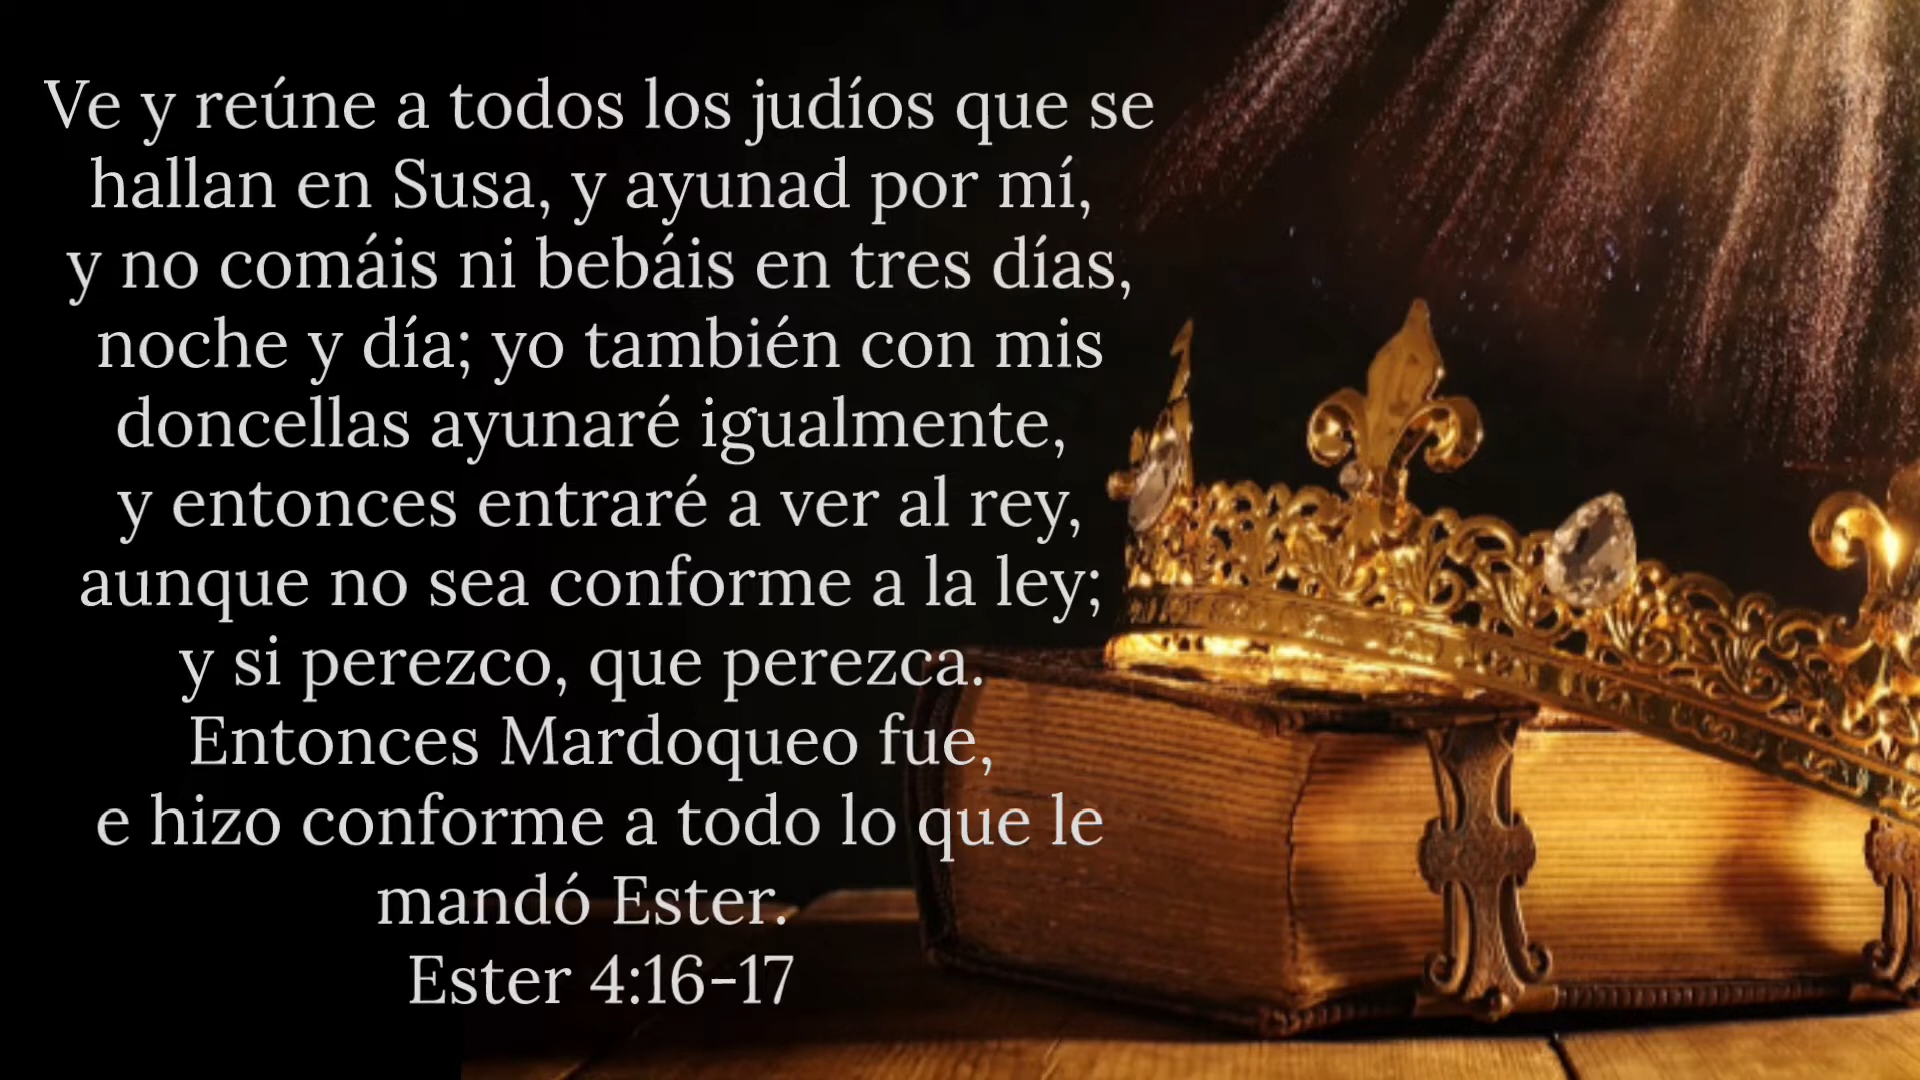 Ve y reúne a todos los judíos que se
hallan en Susa, y ayunad por mí,
y no comáis ni bebáis en tres días,
noche y día; yo también con mis
doncellas ayunaré igualmente,
y entonces entraré a ver al rey,
aunque no sea conforme a la ley;
y si perezco, que perezca.
Entonces Mardoqueo fue,
e hizo conforme a todo lo que le
mandó Ester.
Ester 4:16-17